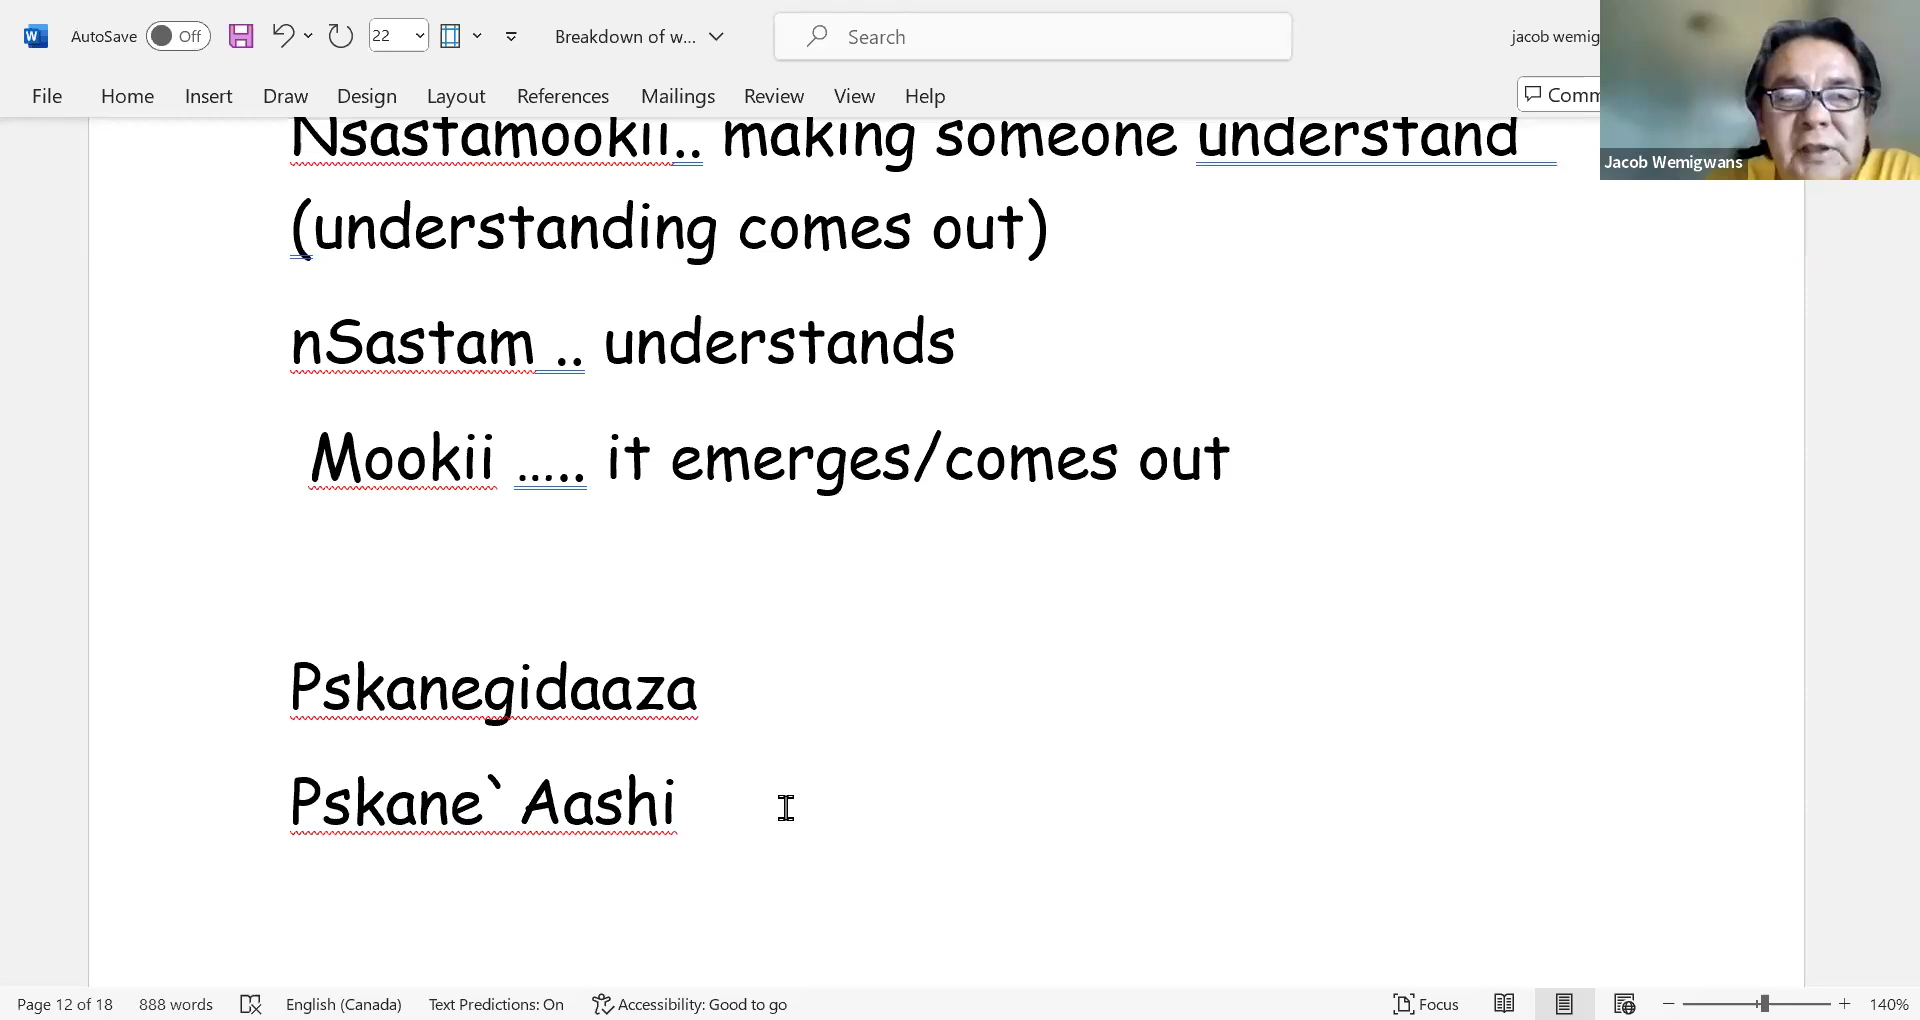 AutoSave Off 22 Breakdown of w... Search jacob wemig
File Home Insert Draw Design Layout References Mailings Review View Help Comm
Jacob Wemigwans
Nsastamookii.. making someone understand
(understanding comes out)
nSastam .. understands
Mookii ..... it emerges/comes out
Pskanegidaaza
Pskane`Aashi
Page 12 of 18 888 words English (Canada) Text Predictions: On Accessibility: Good to go Focus 140%